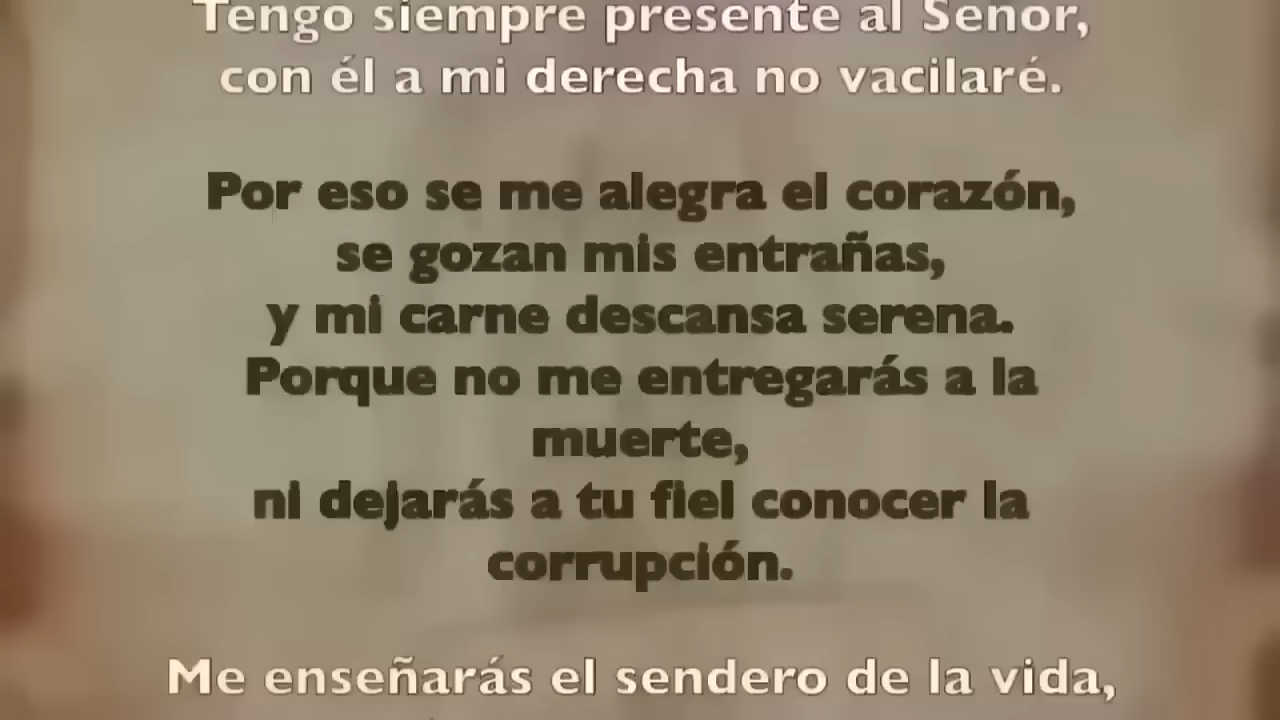 Tengo siempre presente al Señor,
con él a mi derecha no vacilaré.
Por eso se me alegra el corazón,
se gozan mis entrañas,
y mi carne descansa serena.
Porque no me entregarás a la
muerte,
ni dejarás a tu fiel conocer la
corrupción.
Me enseñarás el sendero de la vida,